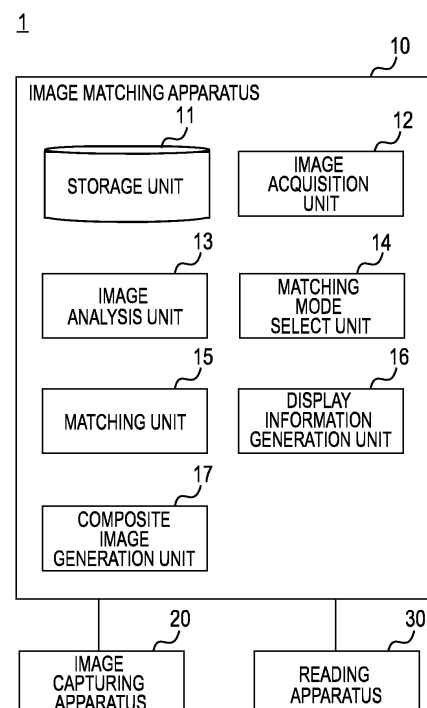 1
10
IMAGE MATCHING APPARATUS
11
STORAGE UNIT
12
IMAGE
ACQUISITION
UNIT
13
IMAGE
ANALYSIS UNIT
14
MATCHING
MODE
SELECT UNIT
15
MATCHING UNIT
16
DISPLAY
INFORMATION
GENERATION UNIT
17
COMPOSITE
IMAGE
GENERATION UNIT
20
IMAGE
CAPTURING
APPARATUS
30
READING
APPARATUS